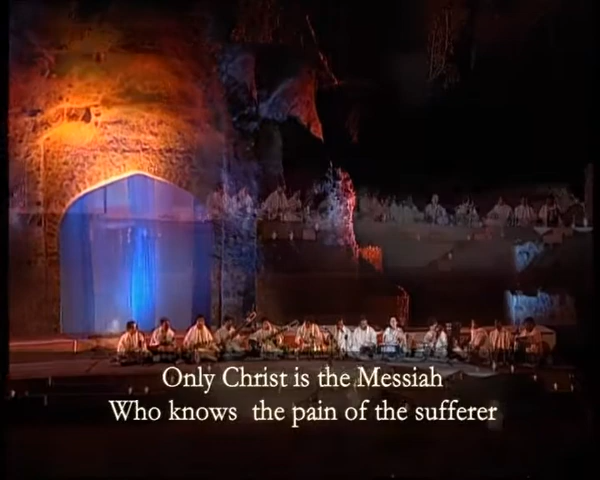 Only Christ is the Messiah
Who knows the pain of the sufferer